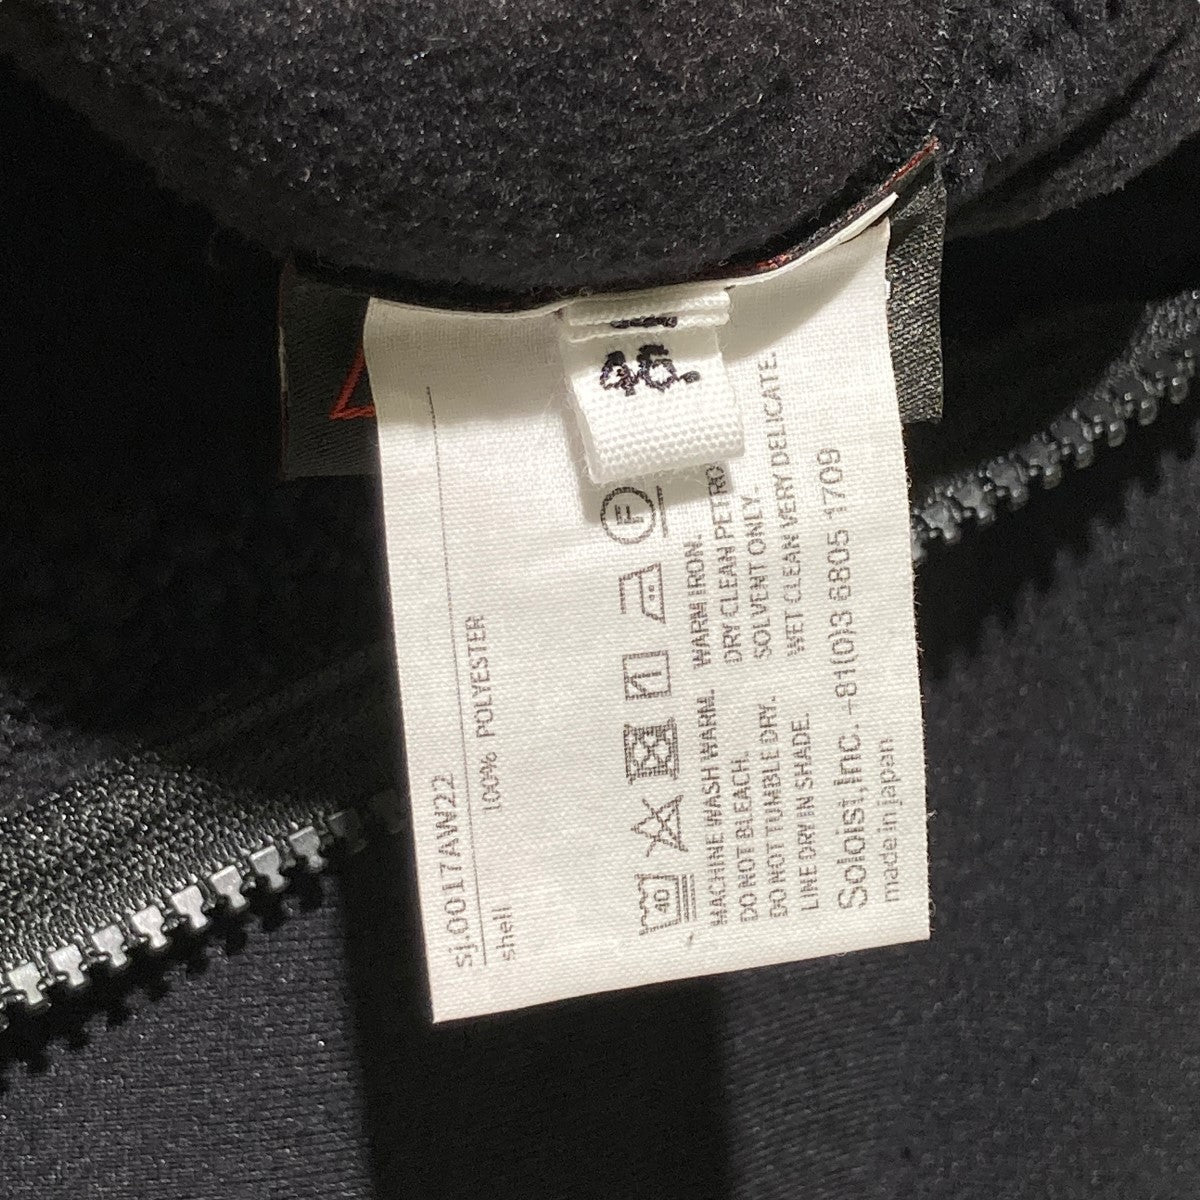 46.
sj.0017AW22
shell 100% POLYESTER
40
F
MACHINE WASH WARM. WARM IRON.
DO NOT BLEACH. DRY CLEAN PETRO
DO NOT TUMBLE DRY. SOLVENT ONLY.
LINE DRY IN SHADE. WET CLEAN VERY DELICATE.
Soloist,Inc. +81(0)3 6805 1709
made in japan